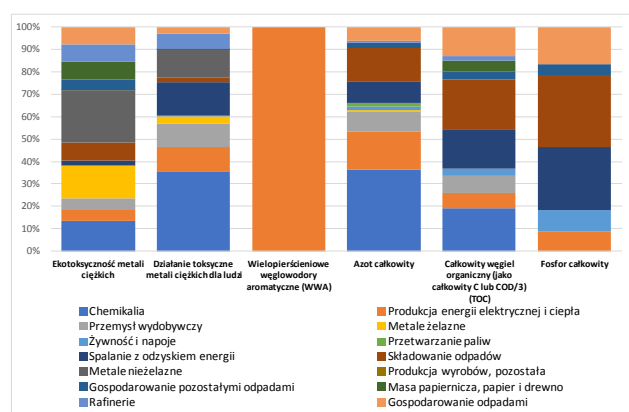 100%
90%
80%
70%
60%
50%
40%
30%
20%
10%
0%
Ekotoksyczność metali
ciężkich
Działanie toksyczne
metali ciężkich dla ludzi
Wielopierścieniowe
węglowodory
aromatyczne (WWA)
Azot całkowity
Całkowity węgiel
organiczny (jako
całkowity C lub COD/3)
(TOC)
Fosfor całkowity
Chemikalia
Produkcja energii elektrycznej i ciepła
Przemysł wydobywczy
Metale żelazne
Żywność i napoje
Przetwarzanie paliw
Spalanie z odzyskiem energii
Składowanie odpadów
Metale nieżelazne
Produkcja wyrobów, pozostała
Gospodarowanie pozostałymi odpadami
Masa papiernicza, papier i drewno
Rafinerie
Gospodarowanie odpadami